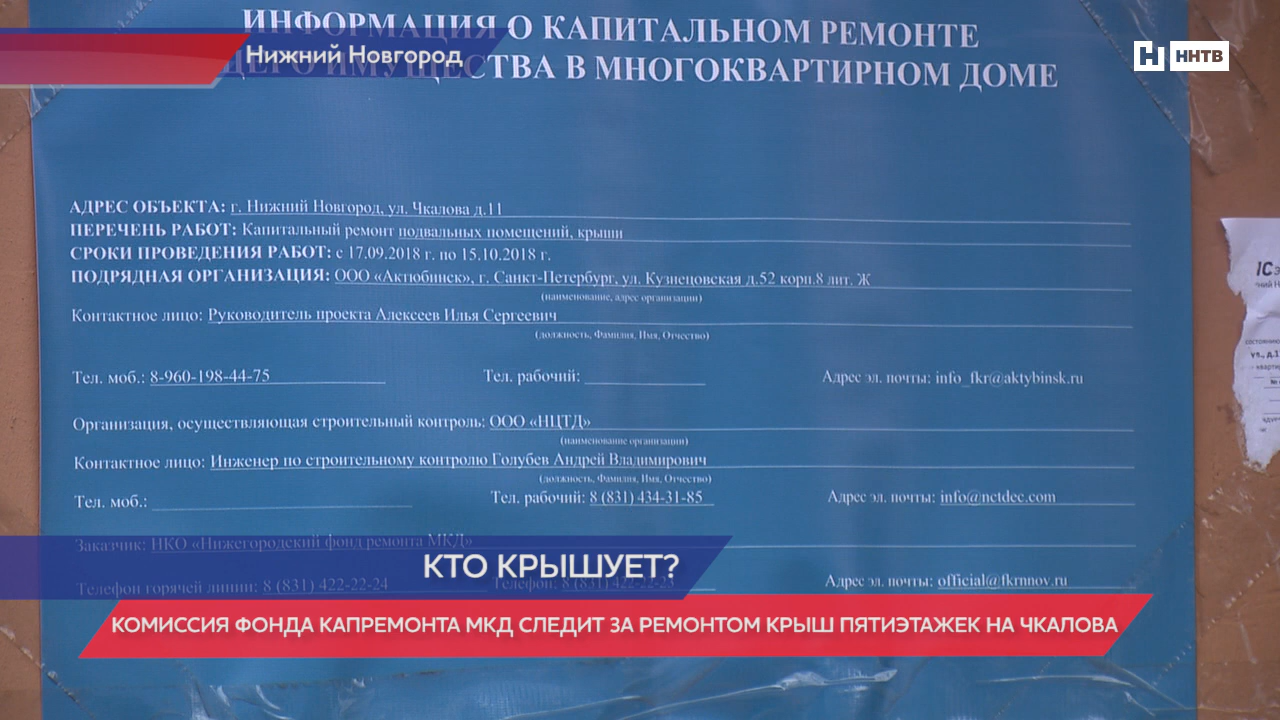 ИНФОРМАЦИЯ О КАПИТАЛЬНОМ РЕМОНТЕ
Нижний Новгород
ННТВ
ИМУЩЕСТВА В МНОГОКВАРТИРНОМ ДОМЕ
АДРЕС ОБЪЕКТА: г. Нижний Новгород, ул. Чкалова д.11
ПЕРЕЧЕНЬ РАБОТ: Капитальный ремонт подвальных помещений, крыши
СРОКИ ПРОВЕДЕНИЯ РАБОТ: с 17.09.2018 г. по 15.10.2018 г.
ПОДРЯДНАЯ ОРГАНИЗАЦИЯ: ООО «Актюбинск», г. Санкт-Петербург, ул. Кузнецовская д.52 корп.8 лит. Ж
(наименование, адрес организации)
Контактное лицо: Руководитель проекта Алексеев Илья Сергеевич
(должность, Фамилия, Имя, Отчество)
Тел. моб.: 8-960-198-44-75 Тел. рабочий: Адрес эл. почты: info_fkr@aktybinsk.ru
Организация, осуществляющая строительный контроль: ООО «НЦТД»
(наименование организации)
Контактное лицо: Инженер по строительному контролю Голубев Андрей Владимирович
(должность, Фамилия, Имя, Отчество)
Тел. моб.: Тел. рабочий: 8 (831) 434-31-85 Адрес эл. почты: info@nctdec.com
Заказчик: НКО «Нижегородский фонд ремонта МКД»
КТО КРЫШУЕТ?
Телефон горячей линии: 8 (831) 422-22-24 Телефон: 8 (831) 422-22-23 Адрес эл. почты: official@fkrnnov.ru
КОМИССИЯ ФОНДА КАПРЕМОНТА МКД СЛЕДИТ ЗА РЕМОНТОМ КРЫШ ПЯТИЭТАЖЕК НА ЧКАЛОВА